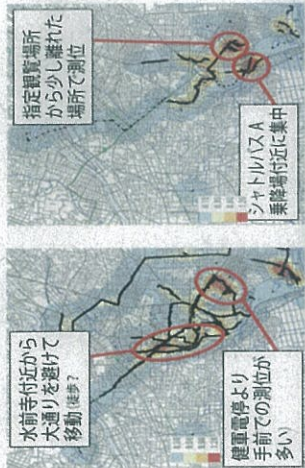 水前寺付近から
大通りを避けて
移動(徒歩?)
健軍電停より
手前での測位が
多い
指定観覧場所
から少し離れた
場所で測位
シャトルバスA
乗降場付近に集中